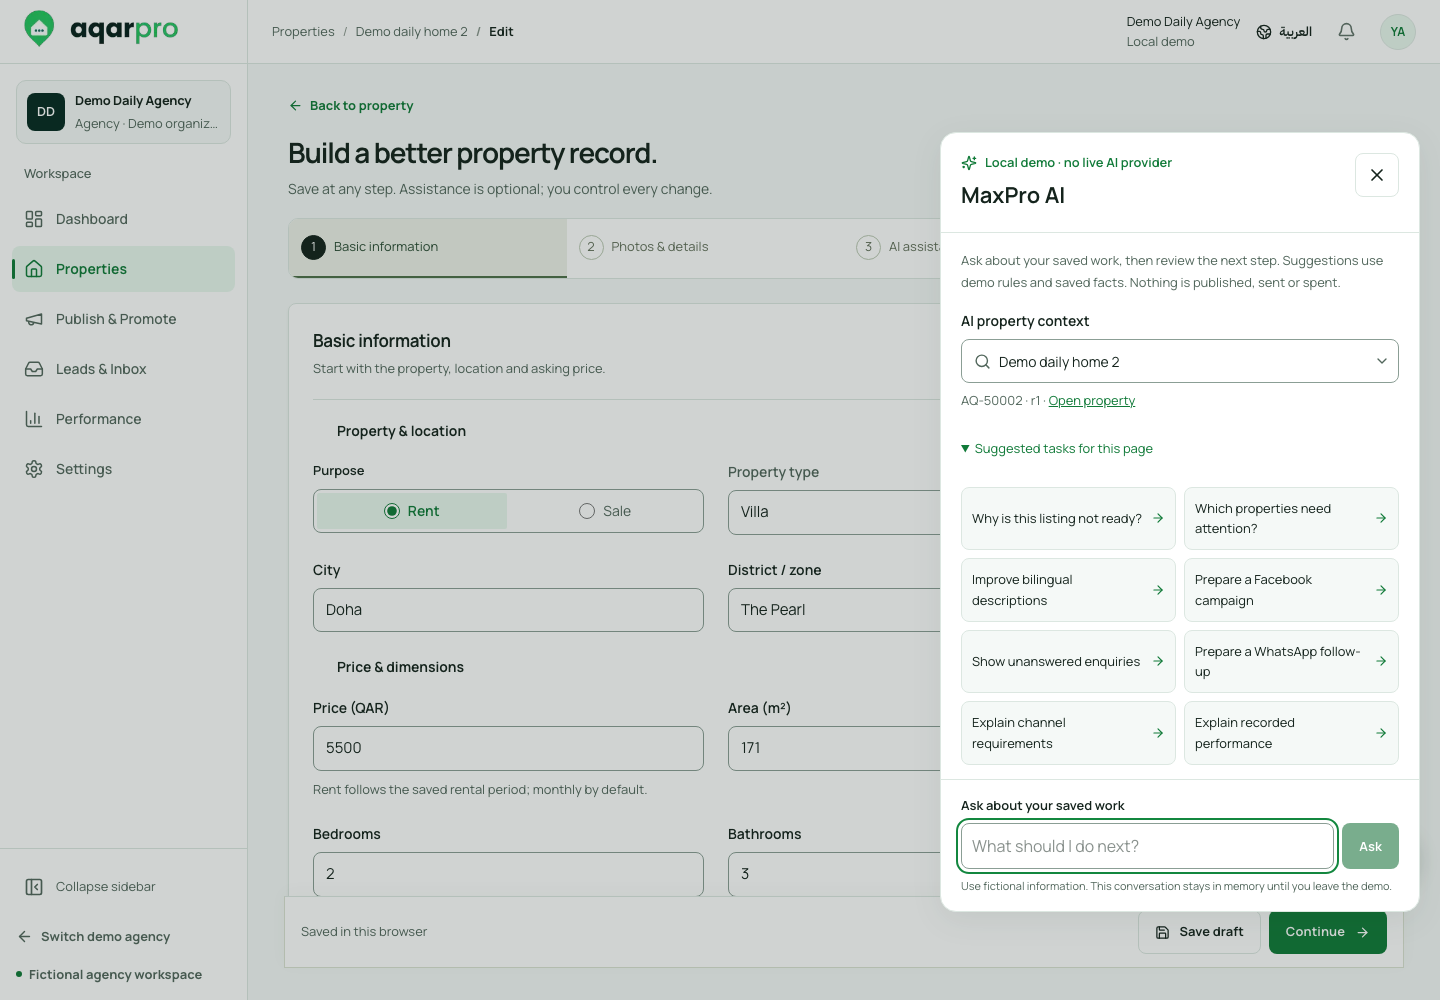 aqarpro
Properties / Demo daily home 2 / Edit
Demo Daily Agency
Local demo
العربية
YA
DD
Demo Daily Agency
Agency · Demo organiz...
Workspace
Dashboard
Properties
Publish & Promote
Leads & Inbox
Performance
Settings
Collapse sidebar
Switch demo agency
Fictional agency workspace
Back to property
Build a better property record.
Save at any step. Assistance is optional; you control every change.
1 Basic information
2 Photos & details
3 AI assist
Basic information
Start with the property, location and asking price.
Property & location
Purpose
Rent
Sale
Property type
Villa
City
Doha
District / zone
The Pearl
Price & dimensions
Price (QAR)
5500
Rent follows the saved rental period; monthly by default.
Area (m²)
171
Bedrooms
2
Bathrooms
3
Saved in this browser
Save draft
Continue
Local demo · no live AI provider
MaxPro AI
Ask about your saved work, then review the next step. Suggestions use
demo rules and saved facts. Nothing is published, sent or spent.
AI property context
Demo daily home 2
AQ-50002 · r1 · Open property
Suggested tasks for this page
Why is this listing not ready?
Which properties need
attention?
Improve bilingual
descriptions
Prepare a Facebook
campaign
Show unanswered enquiries
Prepare a WhatsApp follow-
up
Explain channel
requirements
Explain recorded
performance
Ask about your saved work
What should I do next?
Ask
Use fictional information. This conversation stays in memory until you leave the demo.